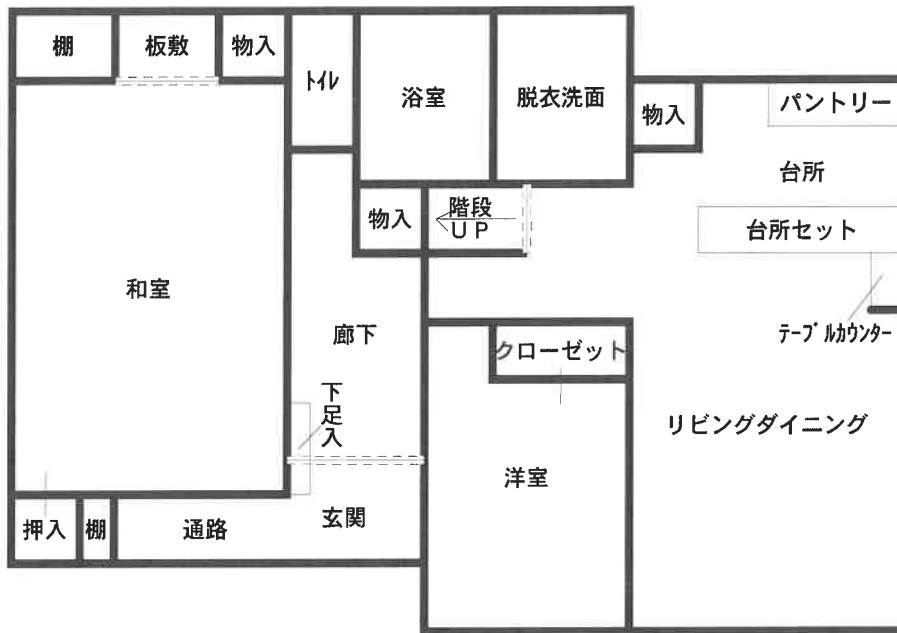 棚
板敷
物入
ﾄｲﾚ
浴室
脱衣洗面
物入
パントリー
台所
物入
階段
UP
台所セット
和室
廊下
テーブルカウンター
クローゼット
下足入
リビングダイニング
洋室
押入
棚
通路
玄関